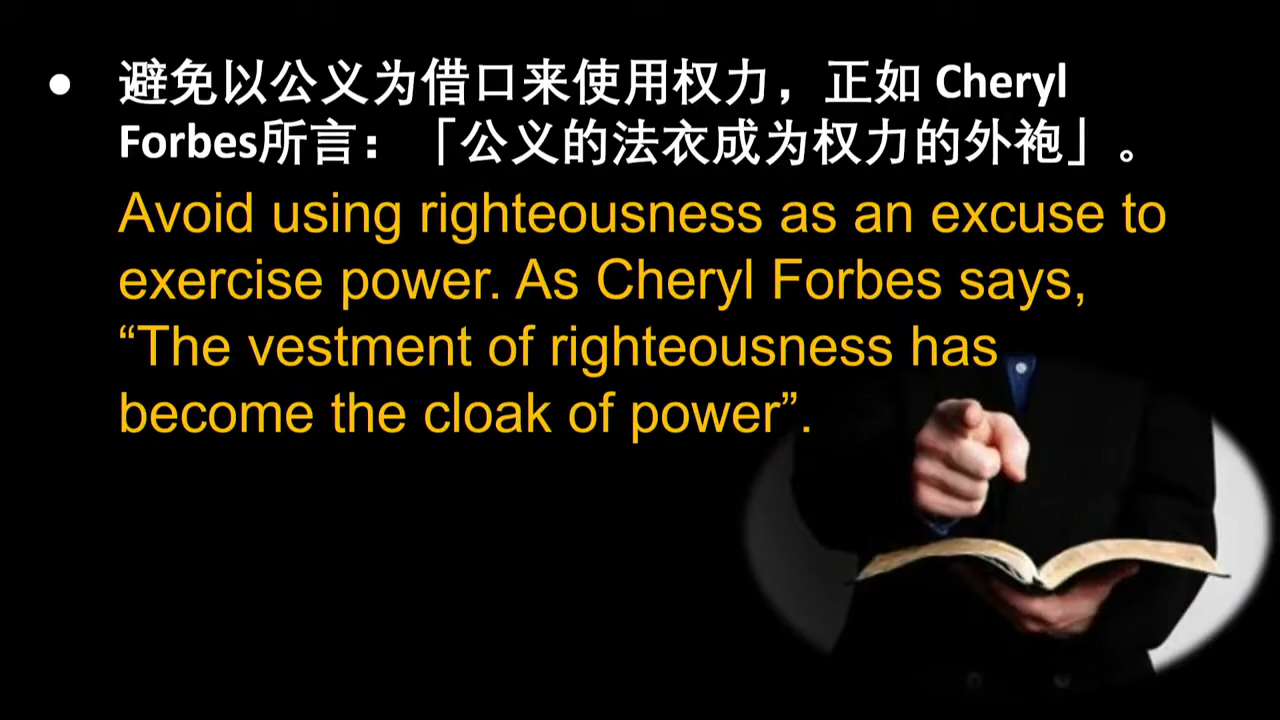 ● 避免以公义为借口来使用权力，正如 Cheryl
Forbes所言：「公义的法衣成为权力的外袍」。
Avoid using righteousness as an excuse to
exercise power. As Cheryl Forbes says,
“The vestment of righteousness has
become the cloak of power”.